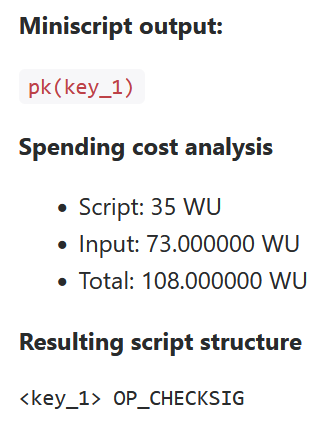 Miniscript output:
pk(key_1)
Spending cost analysis
• Script: 35 WU
• Input: 73.000000 WU
• Total: 108.000000 WU
Resulting script structure
<key_1> OP_CHECKSIG